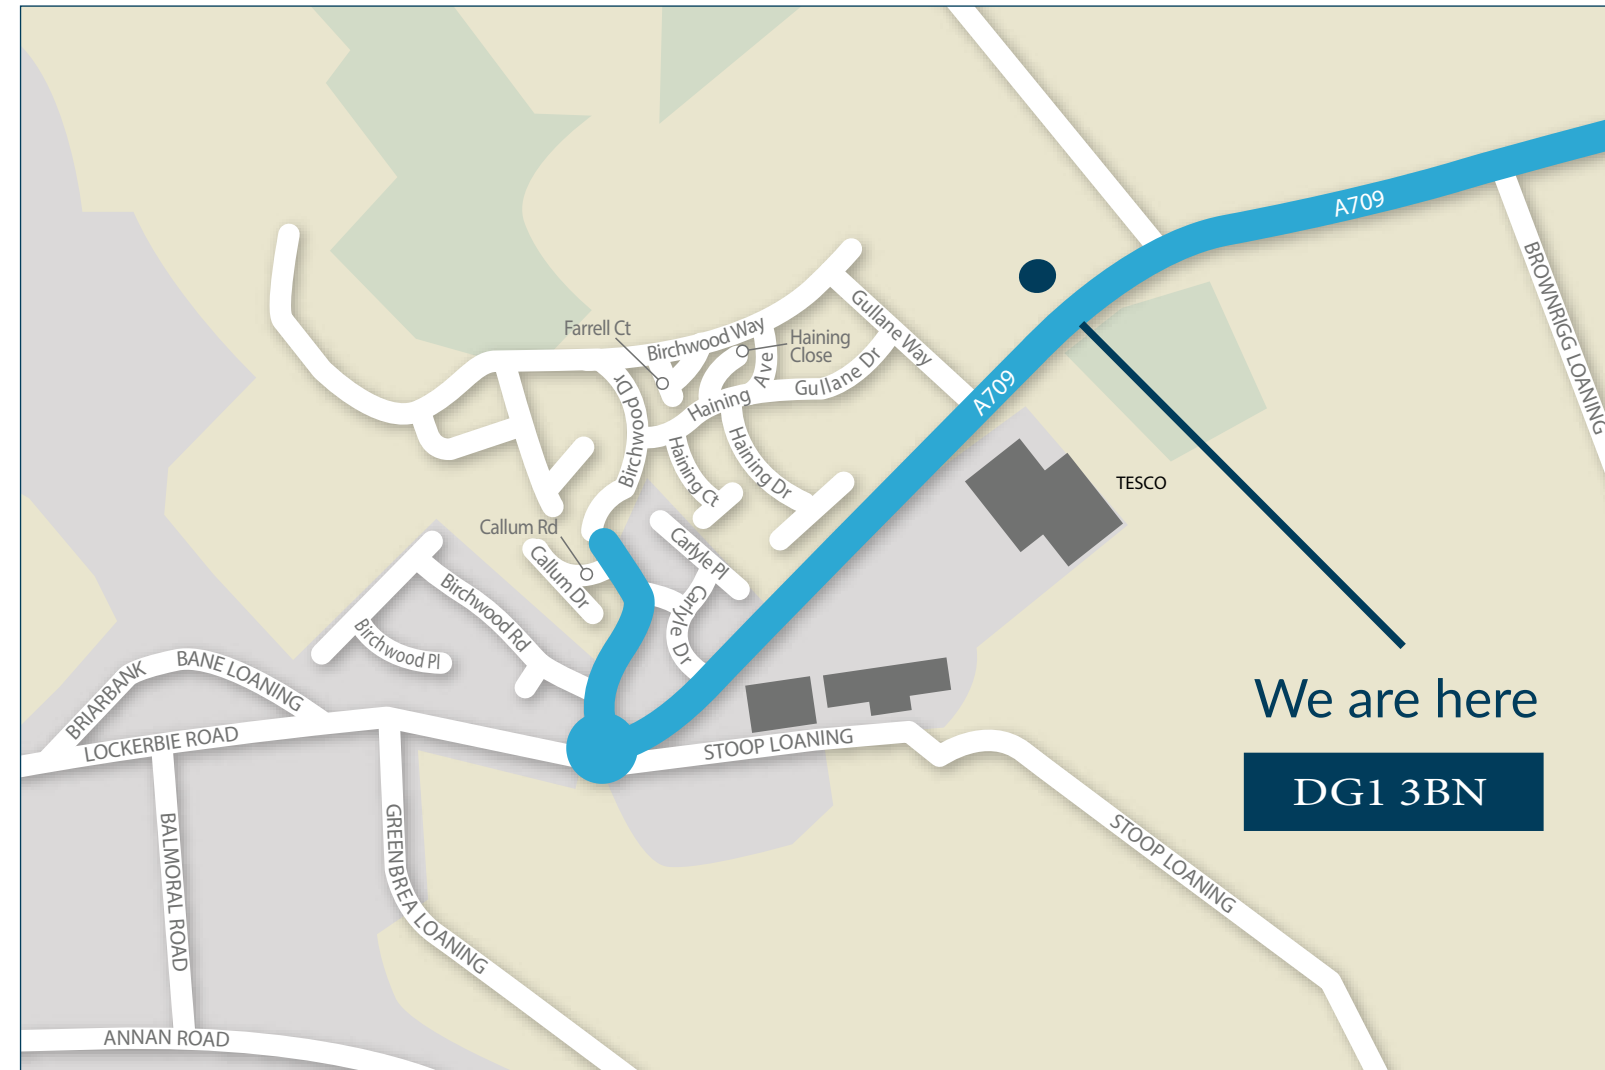 A709
BROWNRIGG LOANING
Farrell Ct
Birchwood Way
Haining
Close
Gullane Way
Gullane Dr
Ave
Haining
A709
Birchwood Dr
Haining Ct
Haining Dr
TESCO
Callum Rd
Callum Dr
Carlyle Pl
Carlyle Dr
Birchwood Rd
Birchwood Pl
BRIARBANK
BANE LOANING
LOCKERBIE ROAD
STOOP LOANING
We are here
DG1 3BN
BALMORAL ROAD
GREENBREA LOANING
STOOP LOANING
ANNAN ROAD